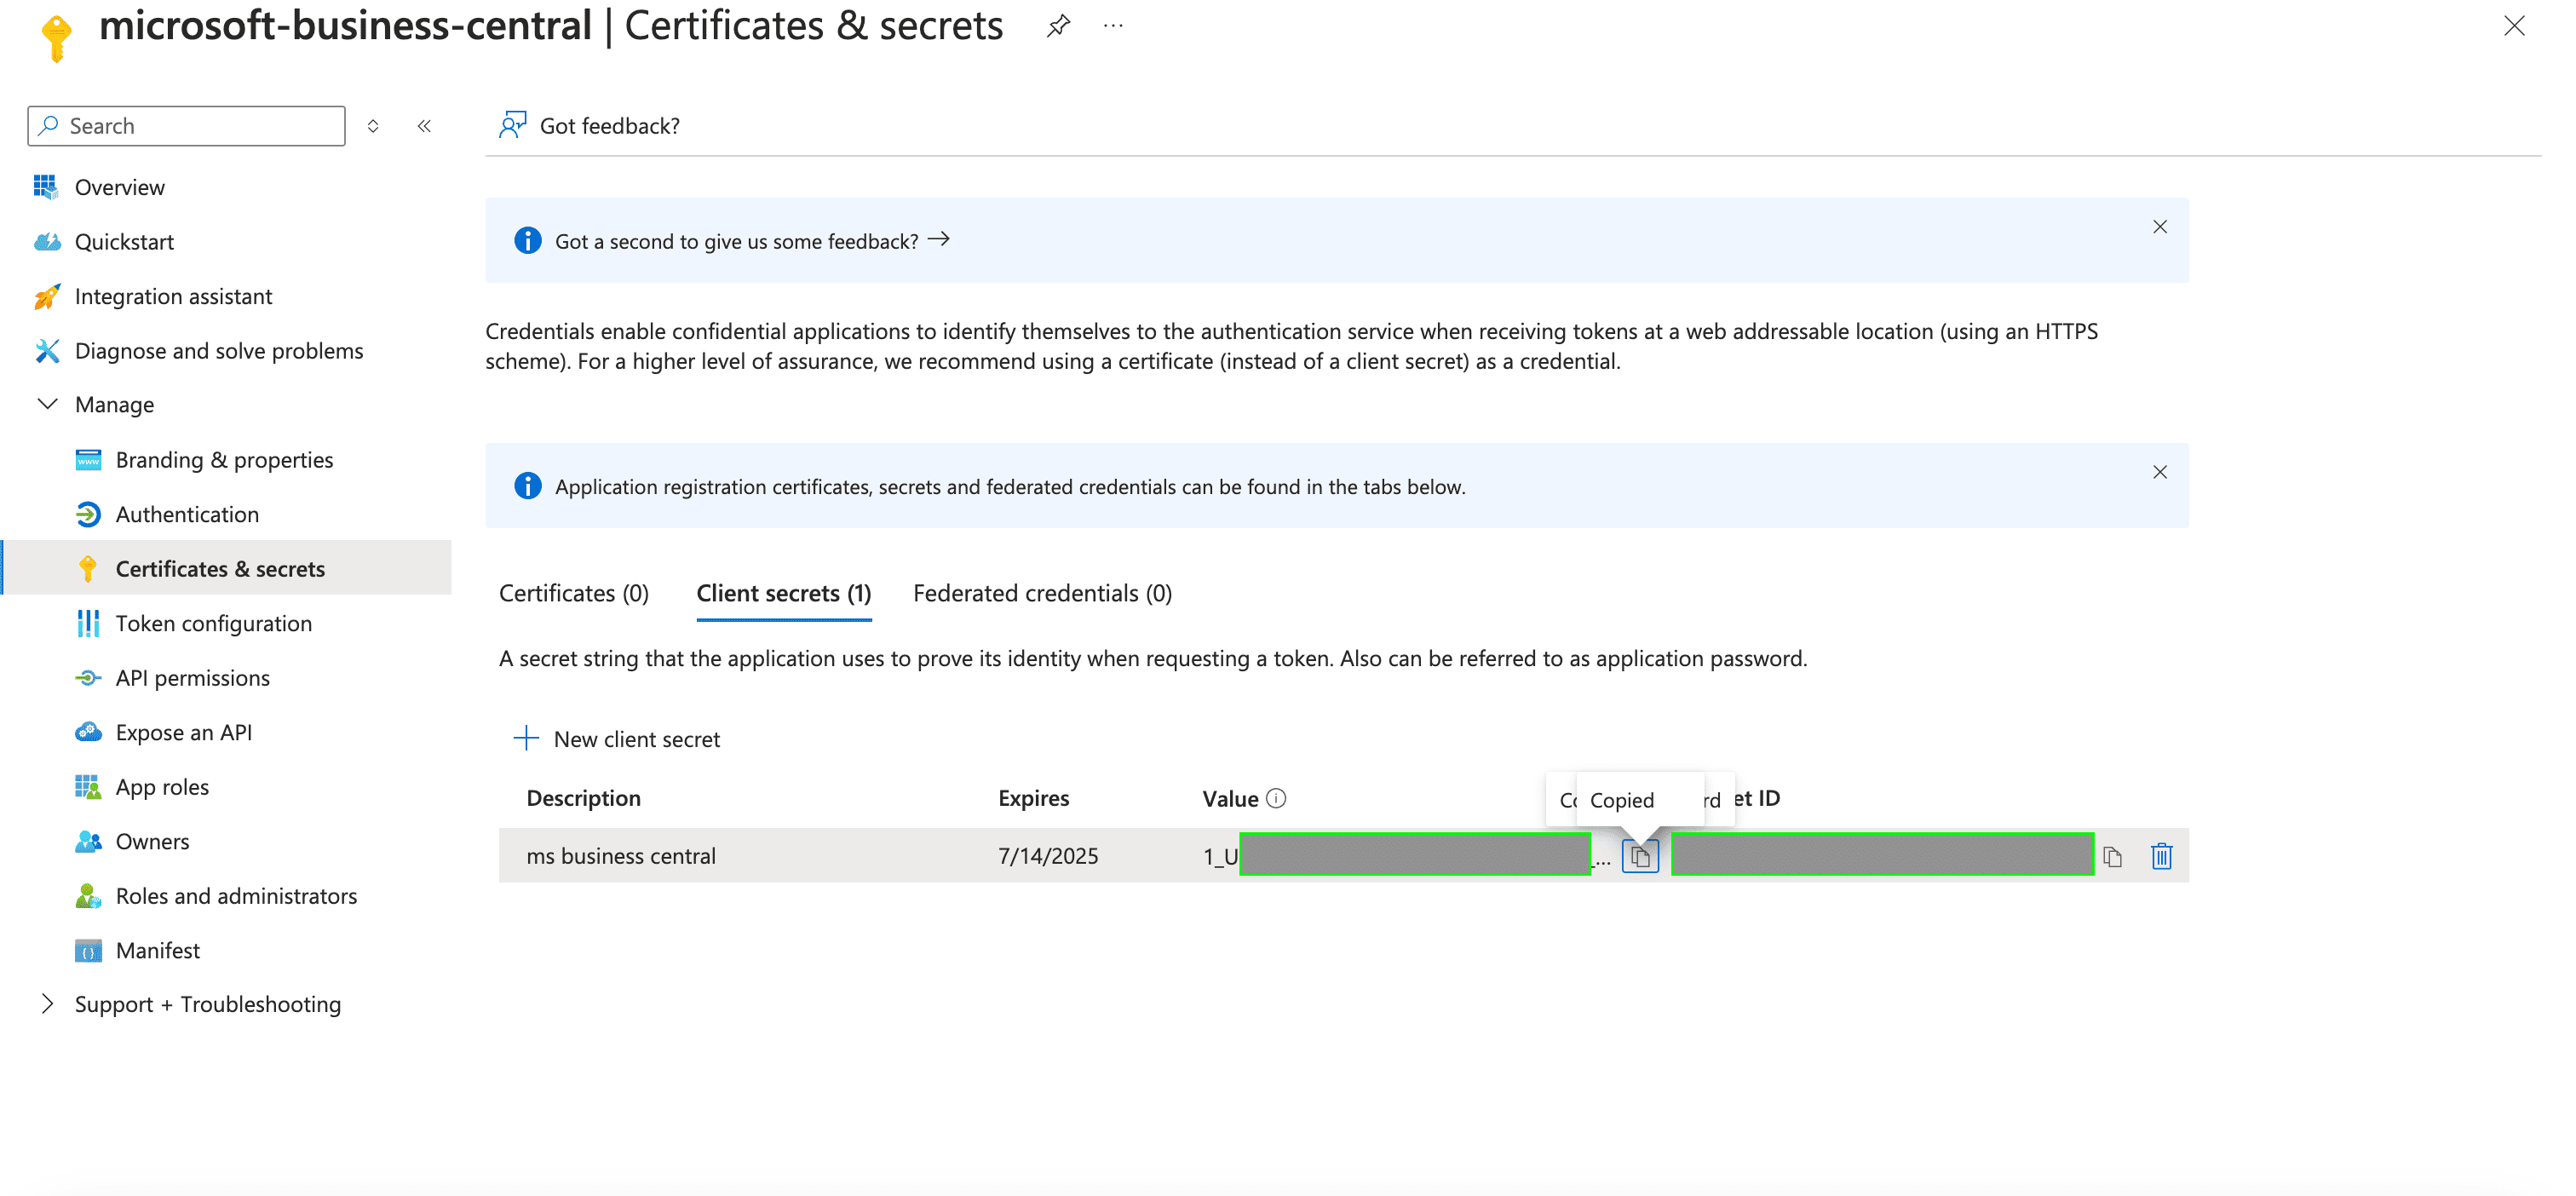 microsoft-business-central | Certificates & secrets
Search
Got feedback?
Overview
Quickstart
Integration assistant
Diagnose and solve problems
Manage
Branding & properties
Authentication
Certificates & secrets
Token configuration
API permissions
Expose an API
App roles
Owners
Roles and administrators
Manifest
Support + Troubleshooting
Got a second to give us some feedback?
Credentials enable confidential applications to identify themselves to the authentication service when receiving tokens at a web addressable location (using an HTTPS
scheme). For a higher level of assurance, we recommend using a certificate (instead of a client secret) as a credential.
Application registration certificates, secrets and federated credentials can be found in the tabs below.
Certificates (0) Client secrets (1) Federated credentials (0)
A secret string that the application uses to prove its identity when requesting a token. Also can be referred to as application password.
New client secret
Description Expires Value Copied et ID
ms business central 7/14/2025 1_U ...